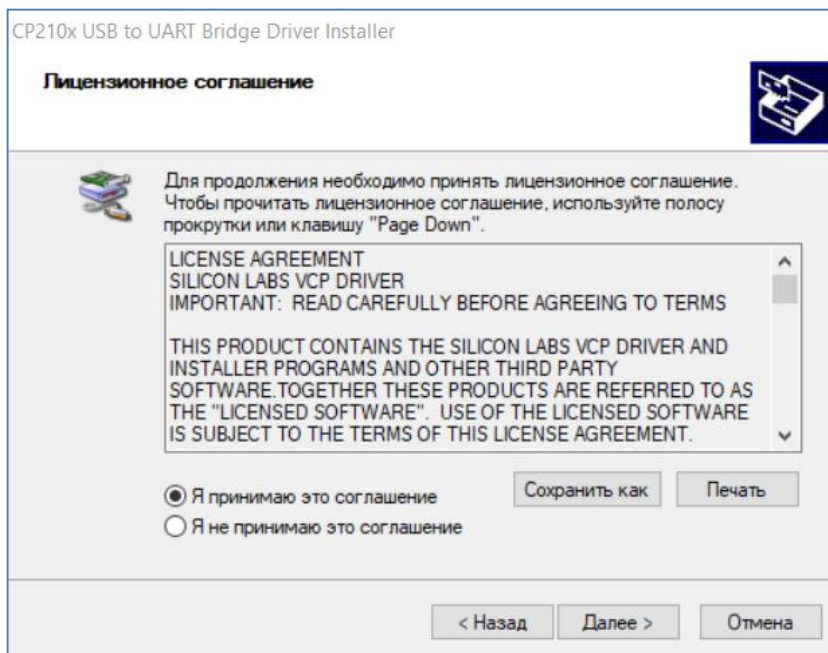 CP210x USB to UART Bridge Driver Installer
Лицензионное соглашение
Для продолжения необходимо принять лицензионное соглашение.
Чтобы прочитать лицензионное соглашение, используйте полосу
прокрутки или клавишу "Page Down".
LICENSE AGREEMENT
SILICON LABS VCP DRIVER
IMPORTANT:  READ CAREFULLY BEFORE AGREEING TO TERMS
THIS PRODUCT CONTAINS THE SILICON LABS VCP DRIVER AND
INSTALLER PROGRAMS AND OTHER THIRD PARTY
SOFTWARE.TOGETHER THESE PRODUCTS ARE REFERRED TO AS
THE "LICENSED SOFTWARE".  USE OF THE LICENSED SOFTWARE
IS SUBJECT TO THE TERMS OF THIS LICENSE AGREEMENT.
Я принимаю это соглашение
Сохранить как
Печать
Я не принимаю это соглашение
< Назад
Далее >
Отмена